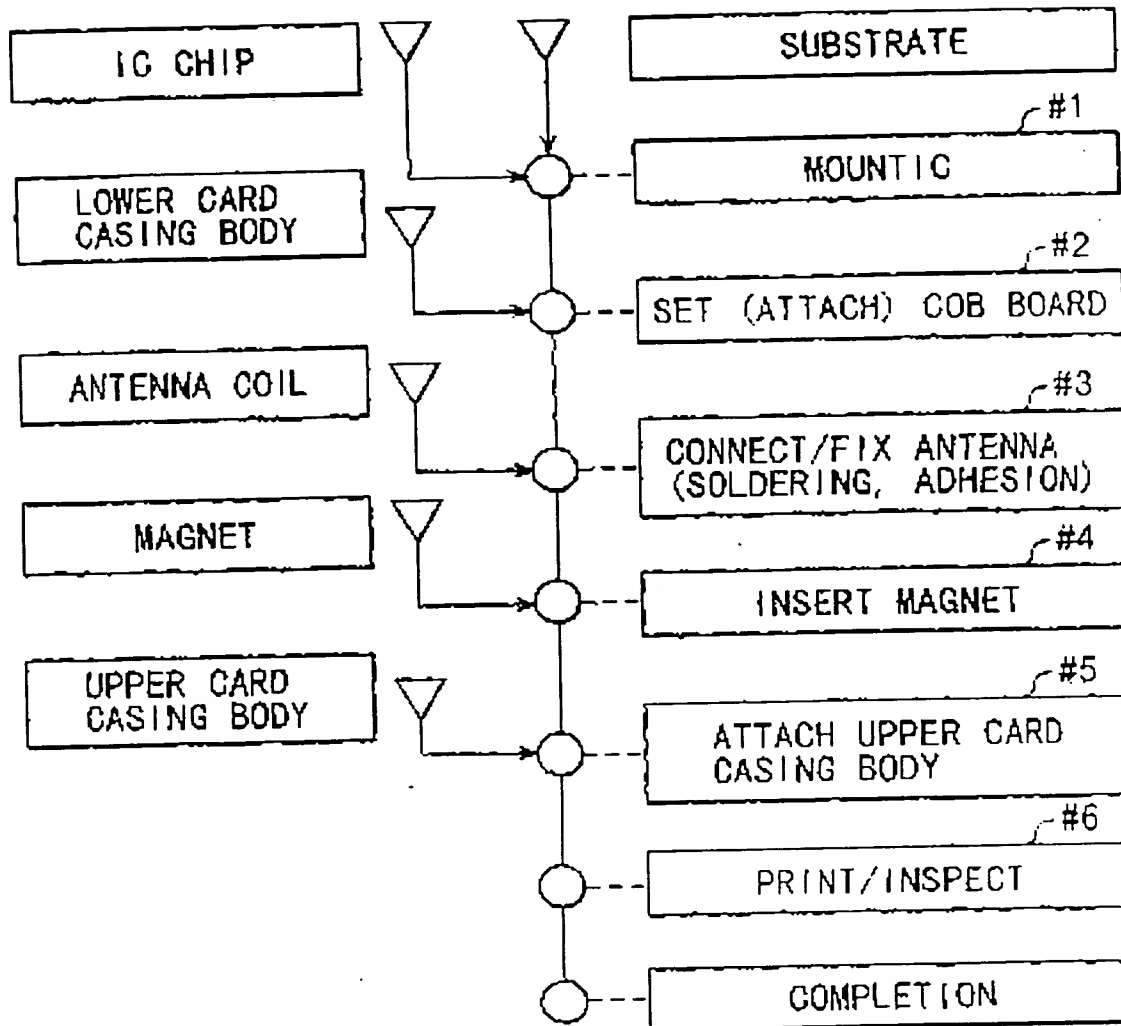 IC CHIP
SUBSTRATE
#1
MOUNTIC
LOWER CARD
CASING BODY
#2
SET (ATTACH) COB BOARD
ANTENNA COIL
#3
CONNECT/FIX ANTENNA
(SOLDERING, ADHESION)
MAGNET
#4
INSERT MAGNET
UPPER CARD
CASING BODY
#5
ATTACH UPPER CARD
CASING BODY
#6
PRINT/INSPECT
COMPLETION